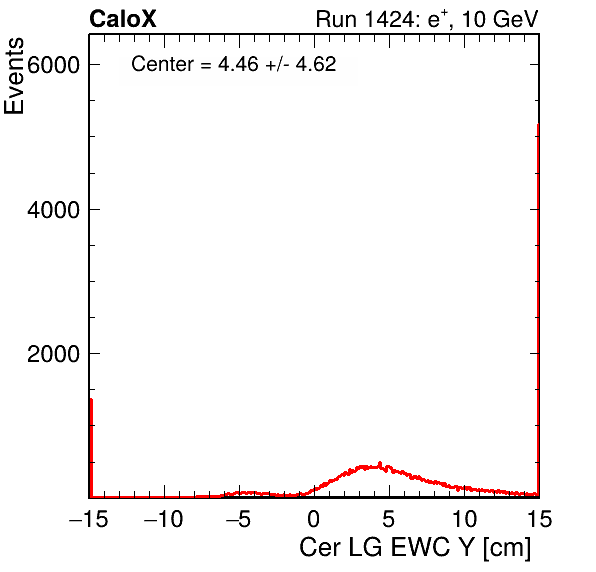 CaloX Run 1424: e⁺, 10 GeV
Center = 4.46 +/- 4.62
Events
6000
4000
2000
−15 −10 −5 0 5 10 15
Cer LG EWC Y [cm]